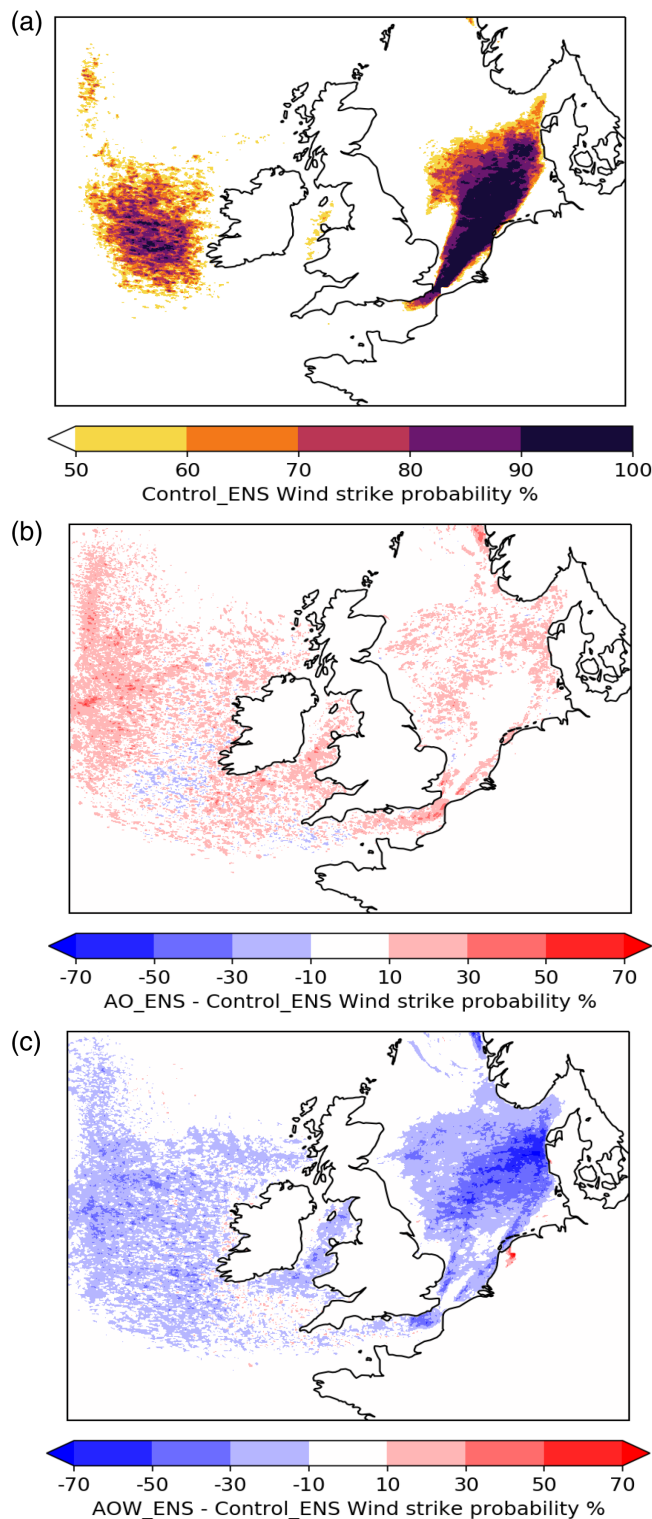 (a)
50 60 70 80 90 100
Control_ENS Wind strike probability %
(b)
-70 -50 -30 -10 10 30 50 70
AO_ENS - Control_ENS Wind strike probability %
(c)
-70 -50 -30 -10 10 30 50 70
AOW_ENS - Control_ENS Wind strike probability %